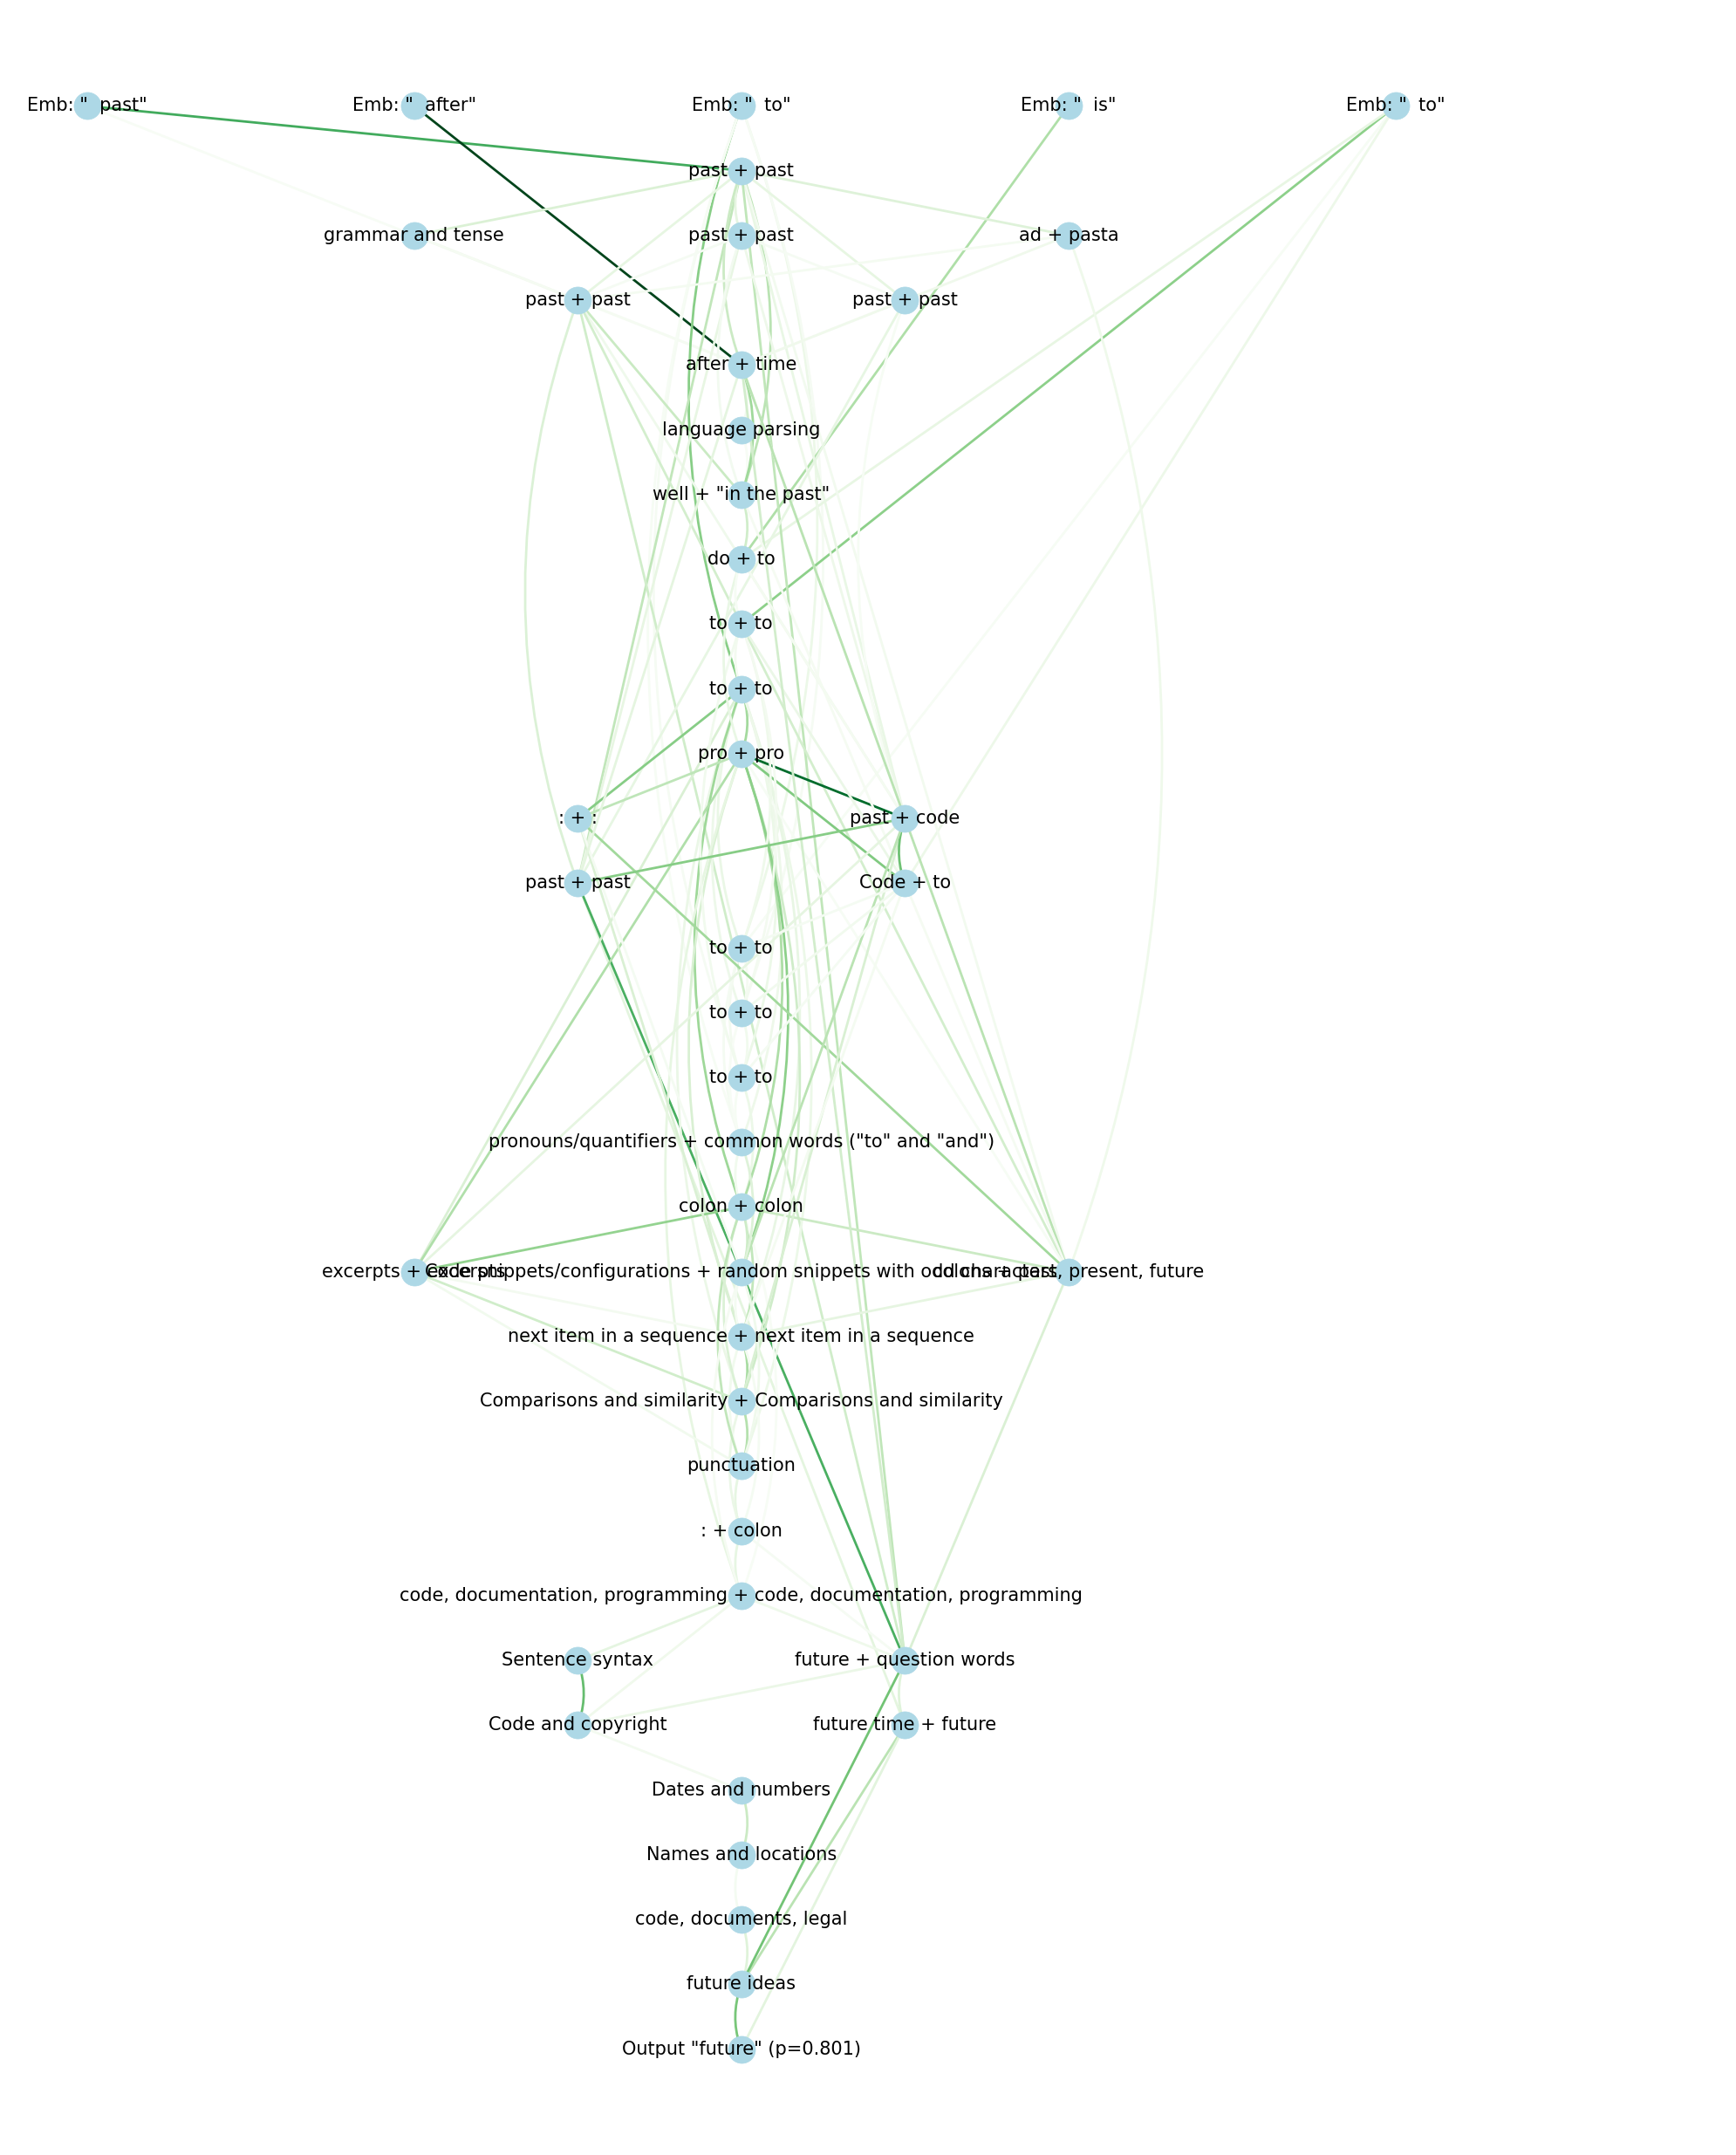 Emb: "  past"
Emb: "  after"
Emb: "  to"
Emb: "  is"
Emb: "  to"
past + past
grammar and tense
past + past
ad + pasta
past + past
past + past
after + time
language parsing
well + "in the past"
do + to
to + to
to + to
pro + pro
: + :
past + code
past + past
Code + to
to + to
to + to
to + to
pronouns/quantifiers + common words ("to" and "and")
colon + colon
excerpts + excerpts
Code snippets/configurations + random snippets with odd characters
colons + past, present, future
next item in a sequence + next item in a sequence
Comparisons and similarity + Comparisons and similarity
punctuation
: + colon
code, documentation, programming + code, documentation, programming
Sentence syntax
future + question words
Code and copyright
future time + future
Dates and numbers
Names and locations
code, documents, legal
future ideas
Output "future" (p=0.801)